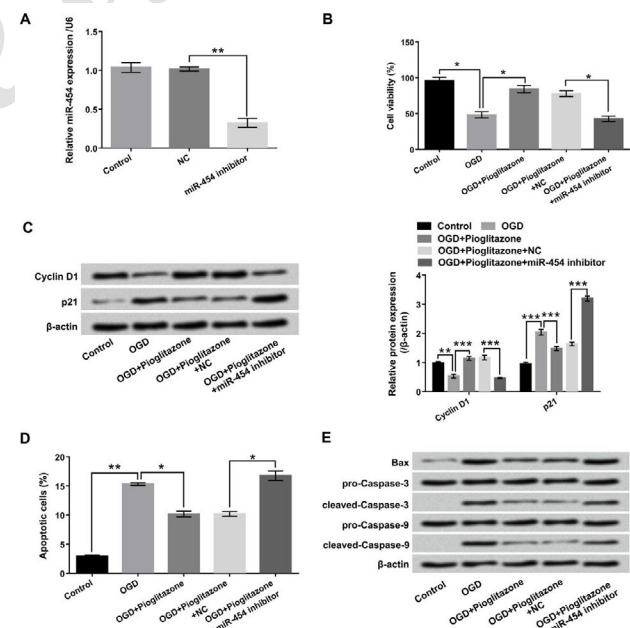 A
Relative miR-454 expression /U6
1.5
1.0
0.5
0.0
**
Control
NC
miR-454 inhibitor
B
Cell viability (%)
150
100
50
0
*
*
*
Control
OGD
OGD+Pioglitazone
OGD+Pioglitazone
+NC
OGD+Pioglitazone
+miR-454 inhibitor
C
Cyclin D1
p21
β-actin
Control
OGD
OGD+Pioglitazone
OGD+Pioglitazone
+NC
OGD+Pioglitazone
+miR-454 inhibitor
Control
OGD
OGD+Pioglitazone
OGD+Pioglitazone+NC
OGD+Pioglitazone+miR-454 inhibitor
Relative protein expression
(/β-actin)
4
3
2
1
0
**
***
***
***
***
***
Cyclin D1
p21
D
Apoptotic cells (%)
20
15
10
5
0
**
*
*
Control
OGD
OGD+Pioglitazone
OGD+Pioglitazone
+NC
OGD+Pioglitazone
miR-454 inhibitor
E
Bax
pro-Caspase-3
cleaved-Caspase-3
pro-Caspase-9
cleaved-Caspase-9
β-actin
Control
OGD
OGD+Pioglitazone
OGD+Pioglitazone
+NC
OGD+Pioglitazone
miR-454 inhibitor